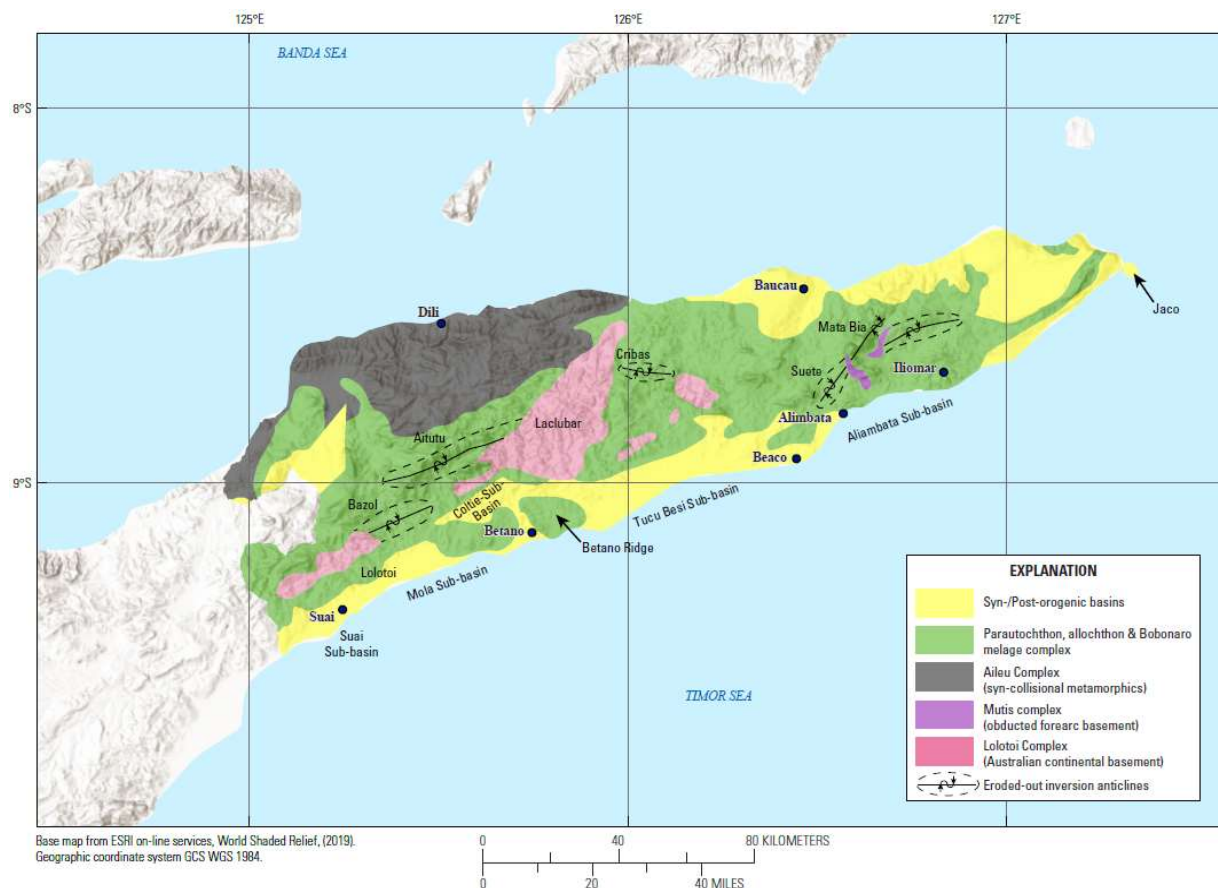 125°E
126°E
127°E
BANDA SEA
8°S
Baucau
Jaco
Dili
Mata Bia
Cribas
Suete
Iliomar
Alimbata
Aliambata Sub-basin
Laclubar
Aitutu
Beaco
9°S
Bazol
Coltie-Sub-
Basin
Tucu Besi Sub-basin
Betano
Betano Ridge
Lolotoi
Mola Sub-basin
Suai
Suai
Sub-basin
TIMOR SEA
EXPLANATION
Syn-/Post-orogenic basins
Parautochthon, allochthon & Bobonaro
melage complex
Aileu Complex
(syn-collisional metamorphics)
Mutis complex
(obducted forearc basement)
Lolotoi Complex
(Australian continental basement)
Eroded-out inversion anticlines
Base map from ESRI on-line services, World Shaded Relief, (2019).
Geographic coordinate system GCS WGS 1984.
0 40 80 KILOMETERS
0 20 40 MILES